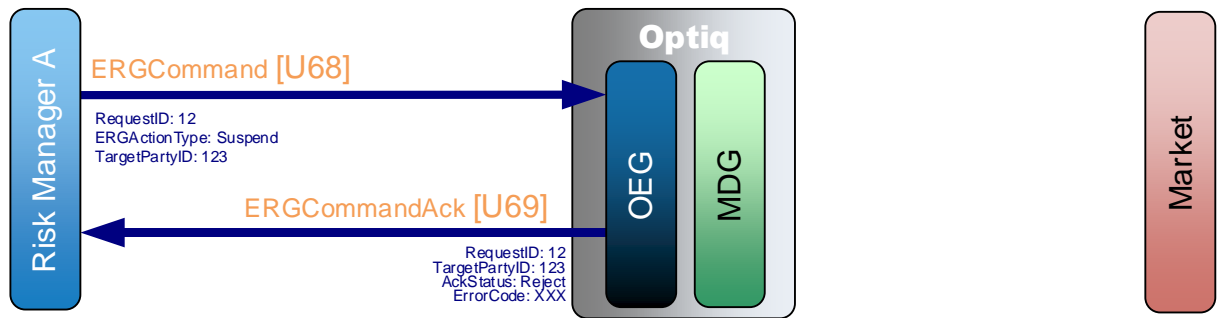 Risk Manager A
ERGCommand [U68]
RequestID: 12
ERGActionType: Suspend
TargetPartyID: 123
ERGCommandAck [U69]
RequestID: 12
TargetPartyID: 123
AckStatus: Reject
ErrorCode: XXX
Optiq
OEG
MDG
Market